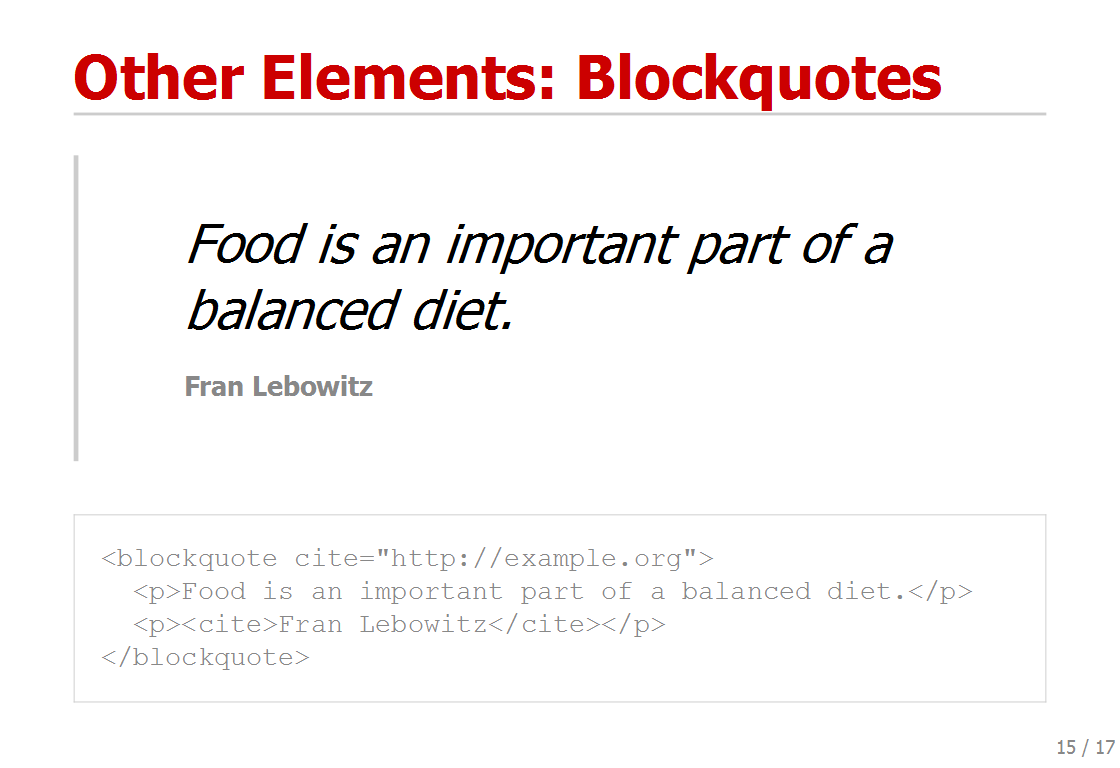 Other Elements: Blockquotes
Food is an important part of a
balanced diet.
Fran Lebowitz
<blockquote cite="http://example.org">
  <p>Food is an important part of a balanced diet.</p>
  <p><cite>Fran Lebowitz</cite></p>
</blockquote>
15 / 17